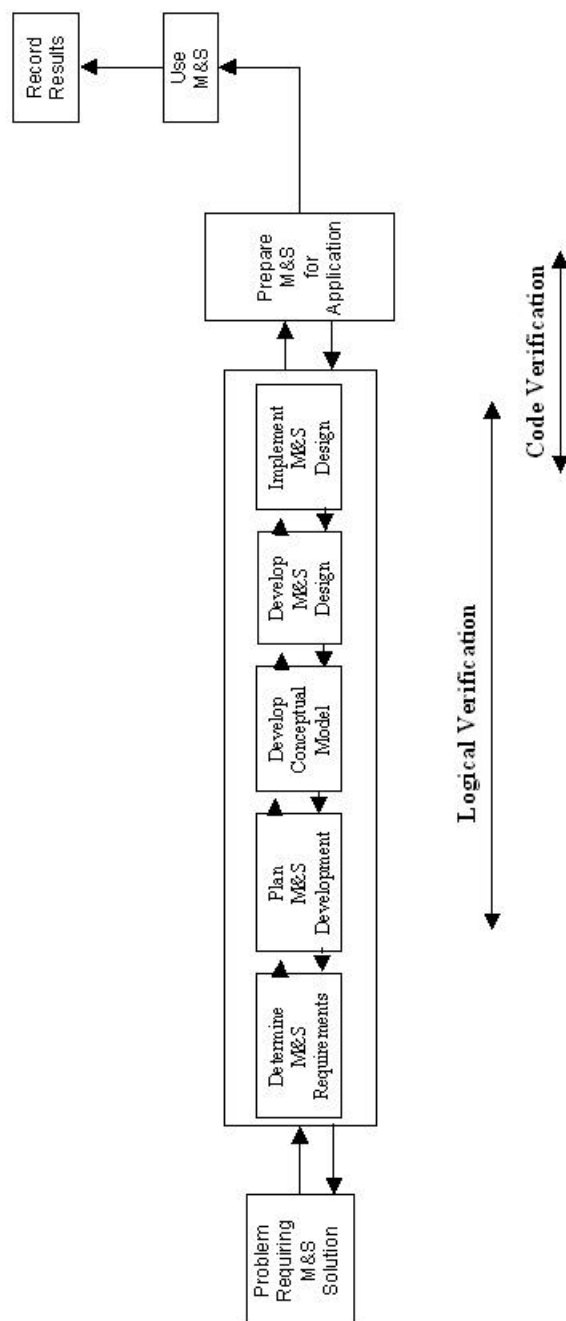 Problem
Requiring
M&S
Solution
Determine
M&S
Requirements
Plan
M&S
Development
Develop
Conceptual
Model
Develop
M&S
Design
Implement
M&S
Design
Prepare
M&S
for
Application
Use
M&S
Record
Results
Logical Verification
Code Verification